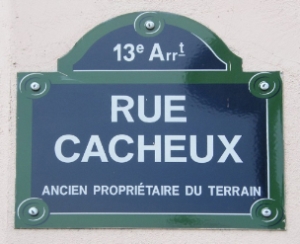 13e Arrt
RUE
CACHEUX
ANCIEN PROPRIÉTAIRE DU TERRAIN